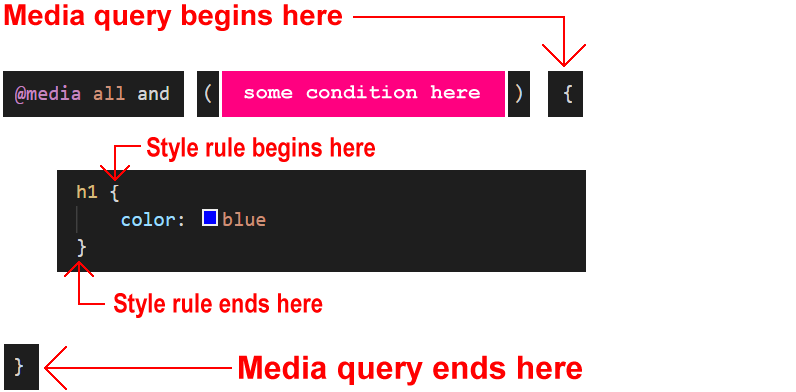 Media query begins here
@media all and ( some condition here ) {
Style rule begins here
h1 {
color: blue
}
Style rule ends here
} Media query ends here